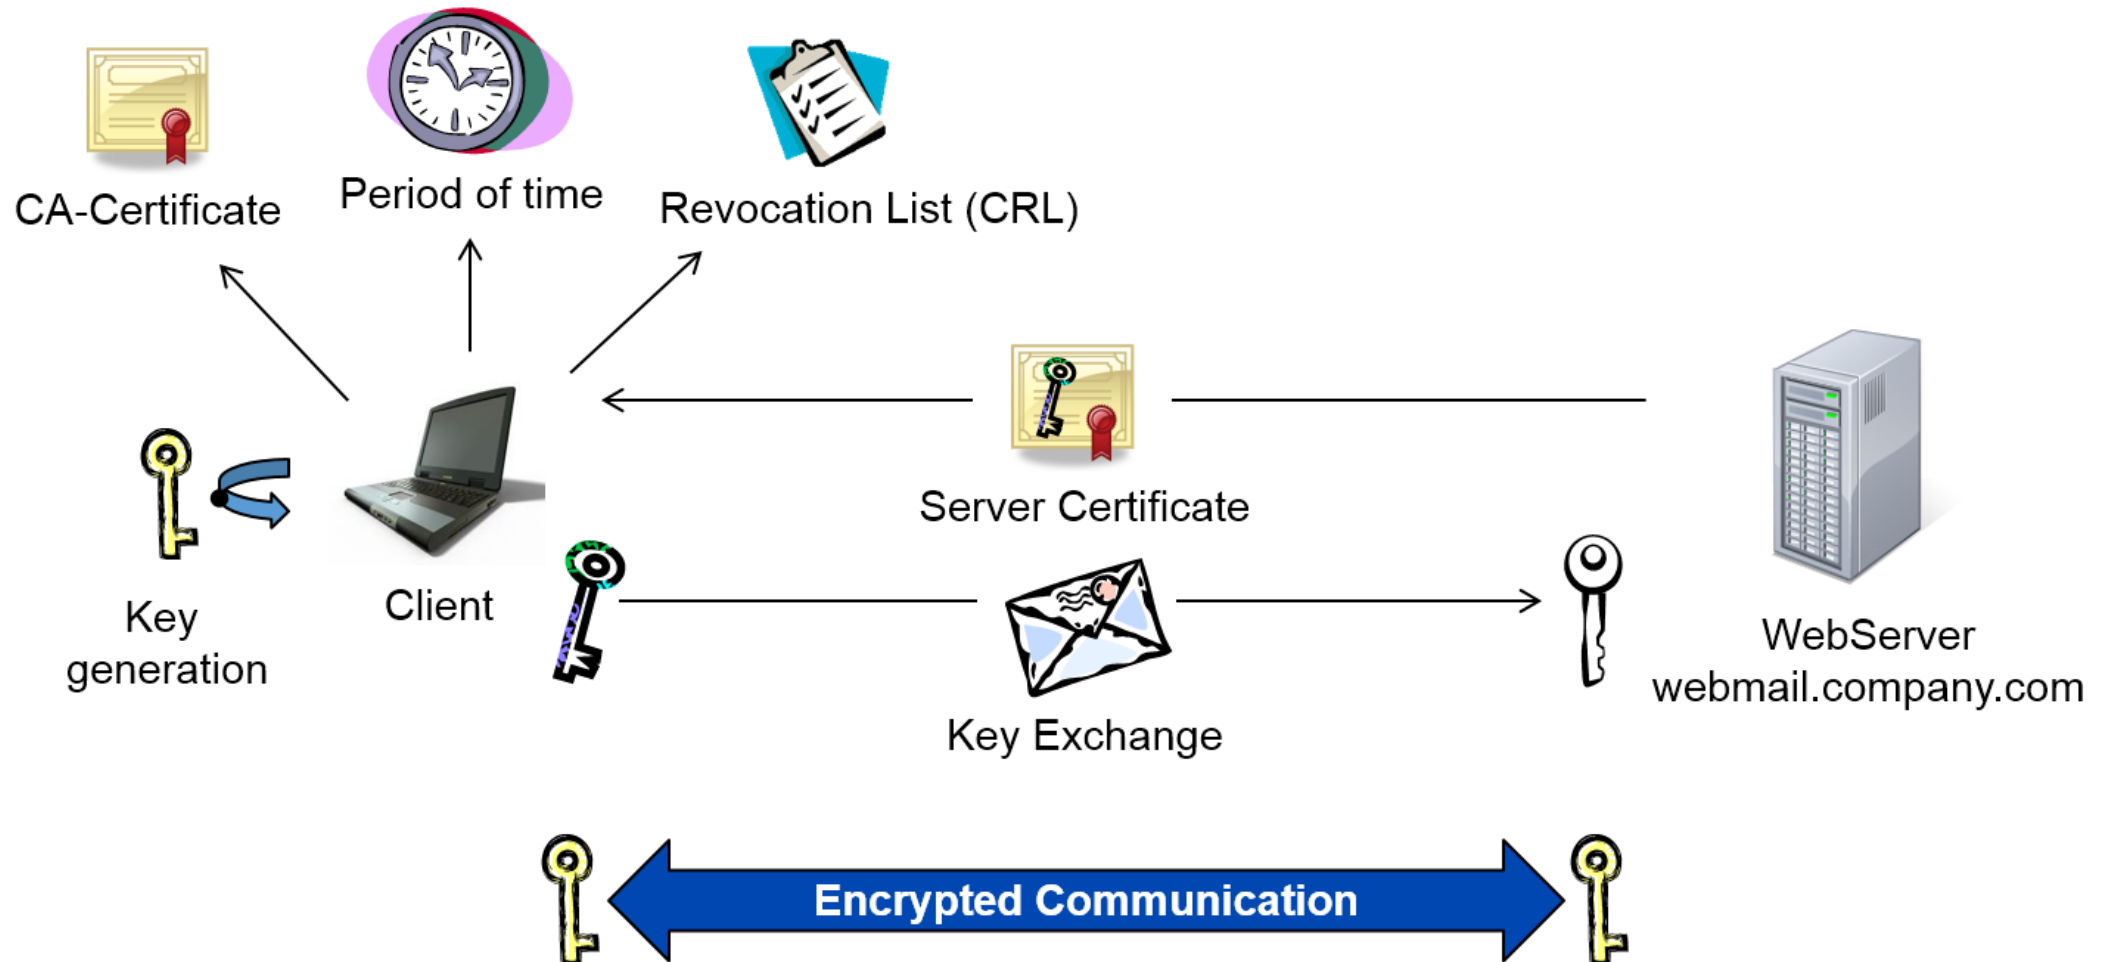 CA-Certificate
Period of time
Revocation List (CRL)
Server Certificate
Key
generation
Client
Key Exchange
WebServer
webmail.company.com
Encrypted Communication